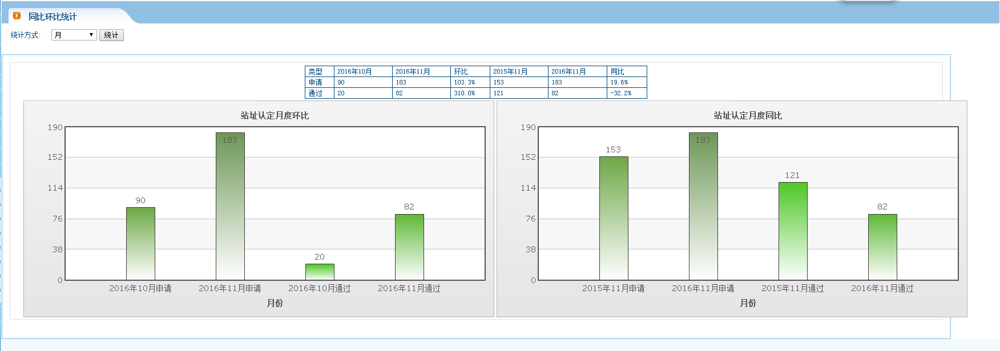 同比环比统计
统计方式: 月 统计
类型 2016年10月 2016年11月 环比 2015年11月 2016年11月 同比
申请 90 183 103.3% 153 183 19.6%
通过 20 82 310.0% 121 82 -32.2%
站址认定月度环比
190
152
114
76
38
0
90
183
20
82
2016年10月申请 2016年11月申请 2016年10月通过 2016年11月通过
月份
站址认定月度同比
190
152
114
76
38
0
153
183
121
82
2015年11月申请 2016年11月申请 2015年11月通过 2016年11月通过
月份